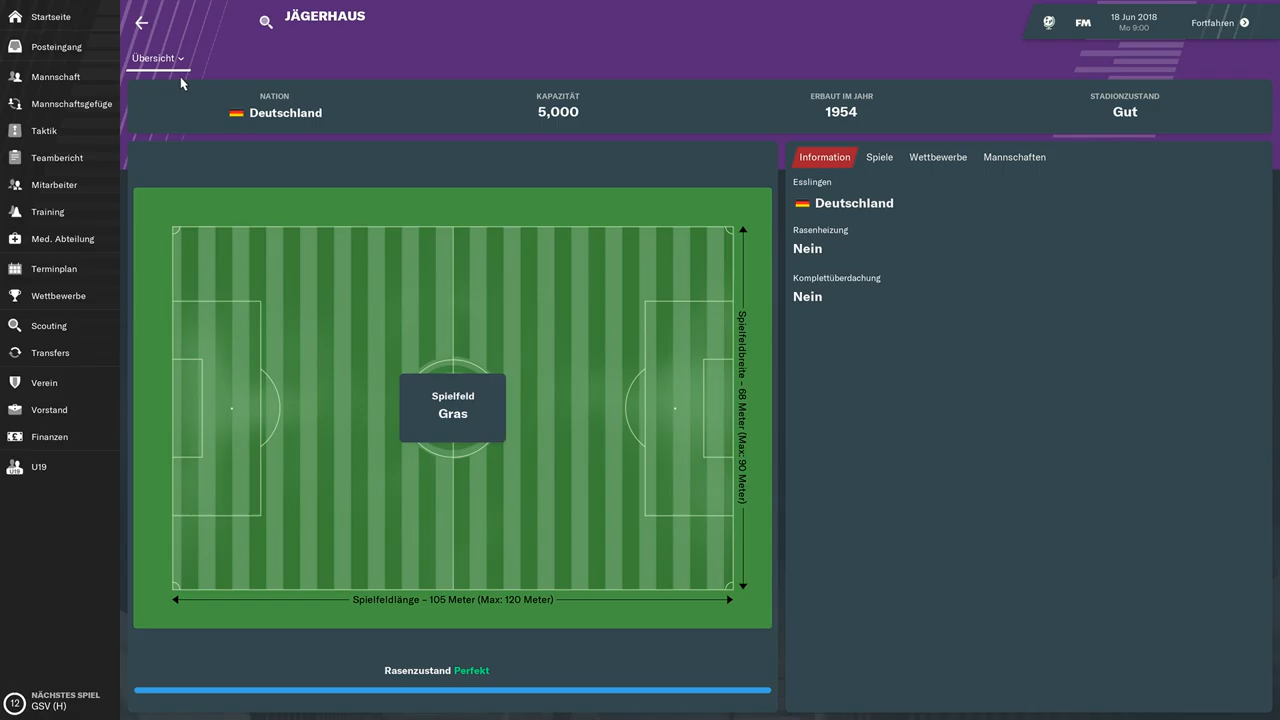 Startseite
Posteingang
Mannschaft
Mannschaftsgefüge
Taktik
Teambericht
Mitarbeiter
Training
Med. Abteilung
Terminplan
Wettbewerbe
Scouting
Transfers
Verein
Vorstand
Finanzen
U19
U19
12
NÄCHSTES SPIEL
GSV (H)
JÄGERHAUS
FM
18 Jun 2018
Mo 9:00
Fortfahren
Übersicht
NATION
Deutschland
KAPAZITÄT
5,000
ERBAUT IM JAHR
1954
STADIONZUSTAND
Gut
Spielfeld
Gras
Spielfeldbreite - 68 Meter (Max: 90 Meter)
Spielfeldlänge - 105 Meter (Max: 120 Meter)
Rasenzustand Perfekt
Information Spiele Wettbewerbe Mannschaften
Esslingen
Deutschland
Rasenheizung
Nein
Komplettüberdachung
Nein